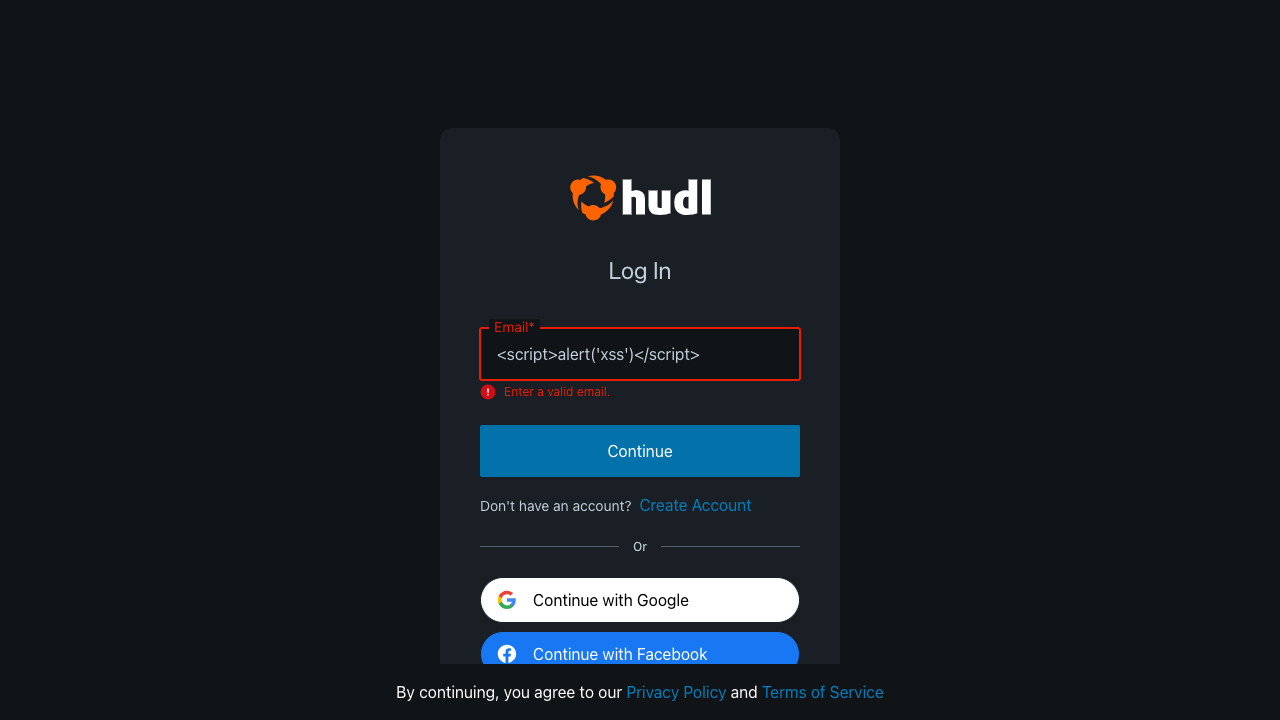 hudl
Log In
Email*
<script>alert('xss')</script>
Enter a valid email.
Continue
Don't have an account? Create Account
Or
Continue with Google
Continue with Facebook
By continuing, you agree to our Privacy Policy and Terms of Service